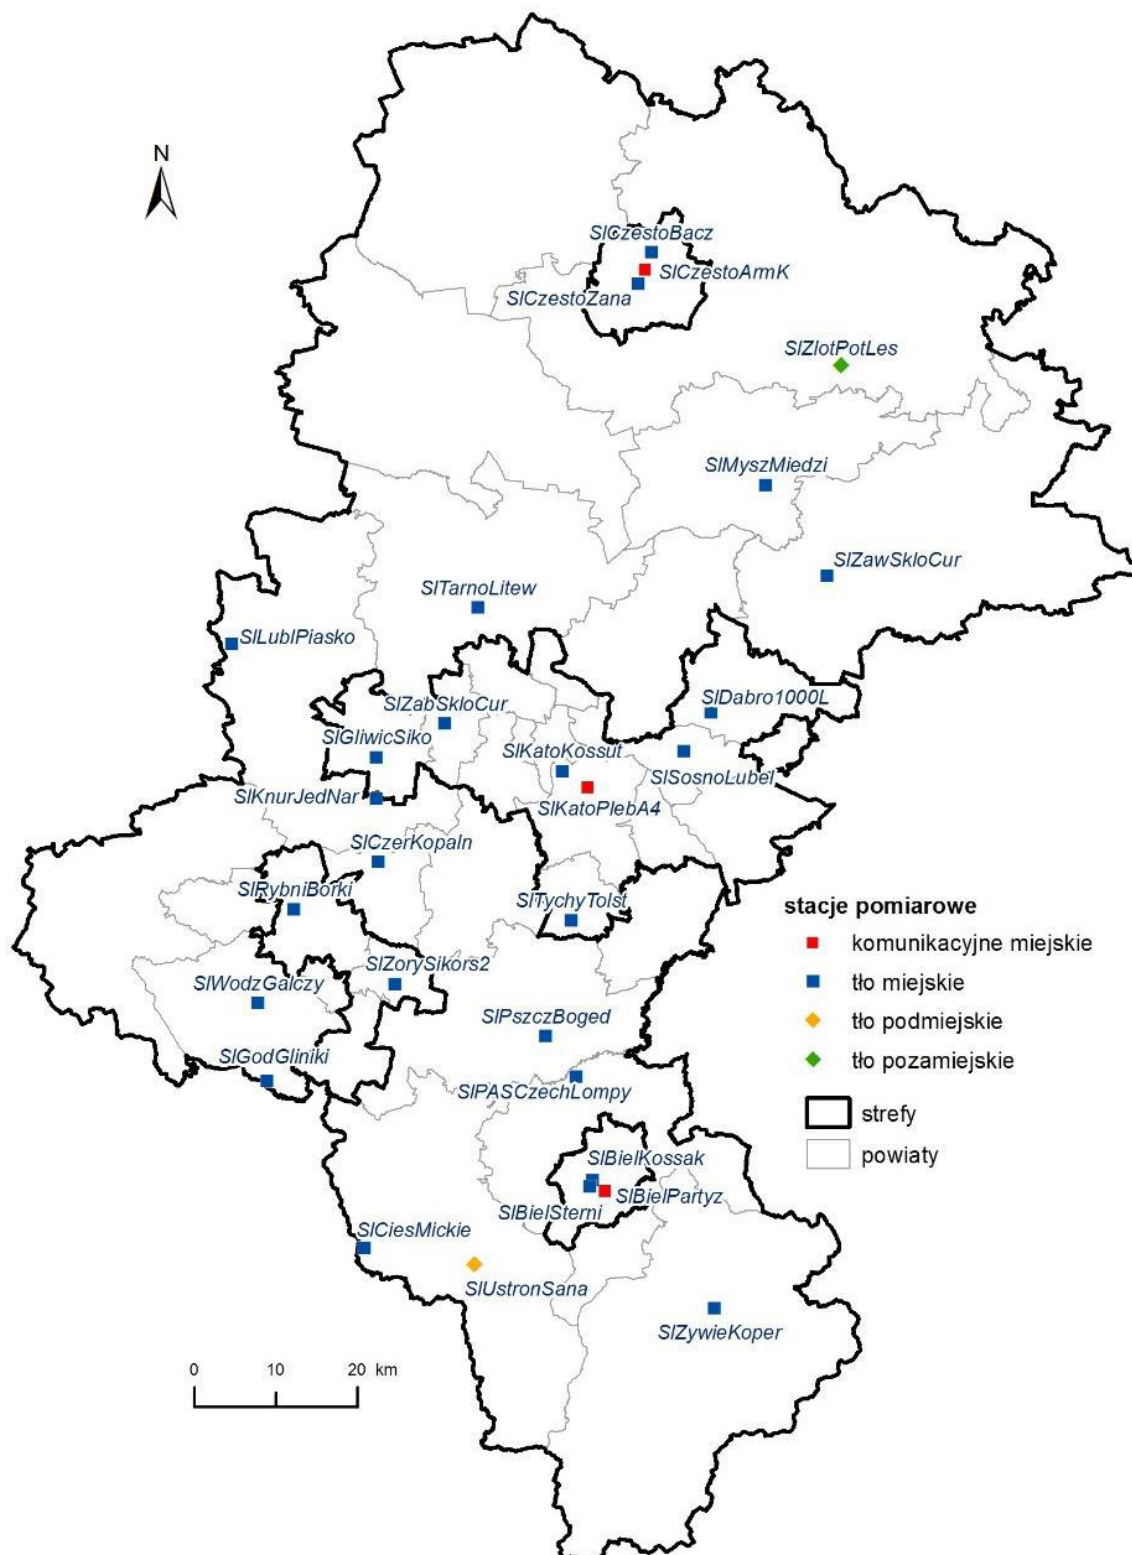 N
SlCzestoBacz
SlCzestoArmK
SlCzestoZana
SlZlotPotLes
SlMyszMiedzi
SlZawSkloCur
SlTarnoLitew
SlLublPiasko
SlZabSkloCur
SlDabro1000L
SlGliwicSiko
SlKatoKossut
SlSosnoLubel
SlKnurJedNar
SlKatoPlebA4
SlCzerKopaln
SlRybniBorki
SlTychyTolst
stacje pomiarowe
komunikacyjne miejskie
tło miejskie
tło podmiejskie
tło pozamiejskie
strefy
powiaty
SlZorySikors2
SlWodzGalczy
SlPszczBoged
SlGodGliniki
SlPASCzechLompy
SlBielKossak
SlBielPartyz
SlBielSterni
SlCiesMickie
SlUstronSana
SlZywieKoper
0 10 20 km